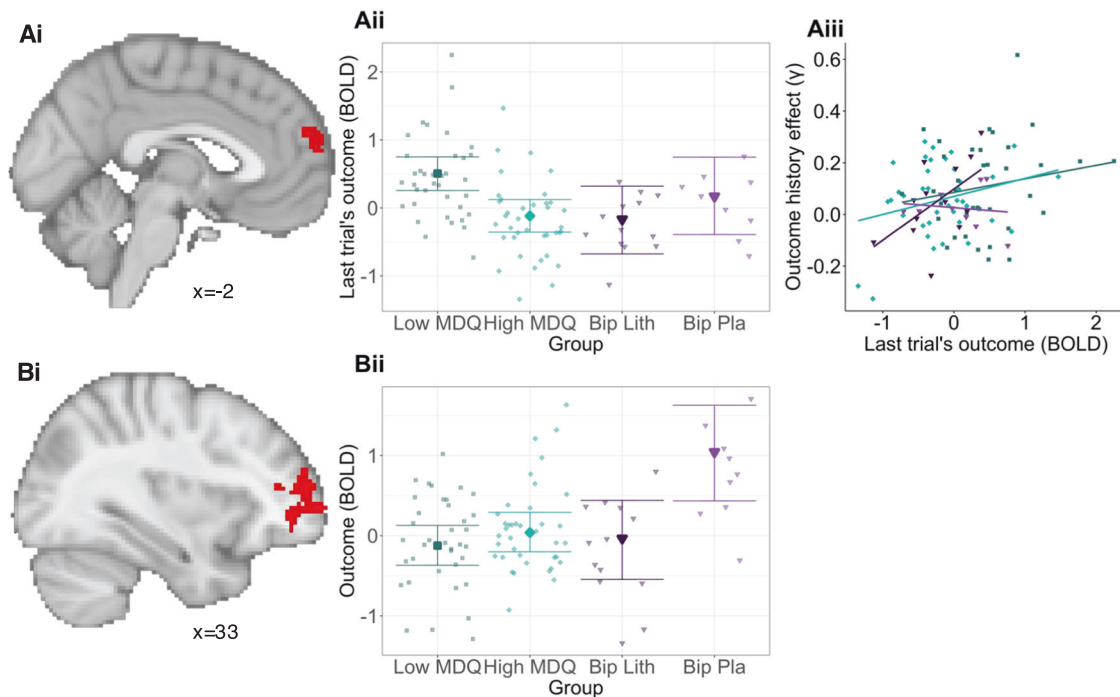 Ai
x=-2
Aii
Last trial's outcome (BOLD)
2
1
0
-1
Low MDQ High MDQ Bip Lith Bip Pla
Group
Aiii
Outcome history effect (γ)
0.6
0.4
0.2
0.0
-0.2
-1 0 1 2
Last trial's outcome (BOLD)
Bi
x=33
Bii
Outcome (BOLD)
1
0
-1
Low MDQ High MDQ Bip Lith Bip Pla
Group